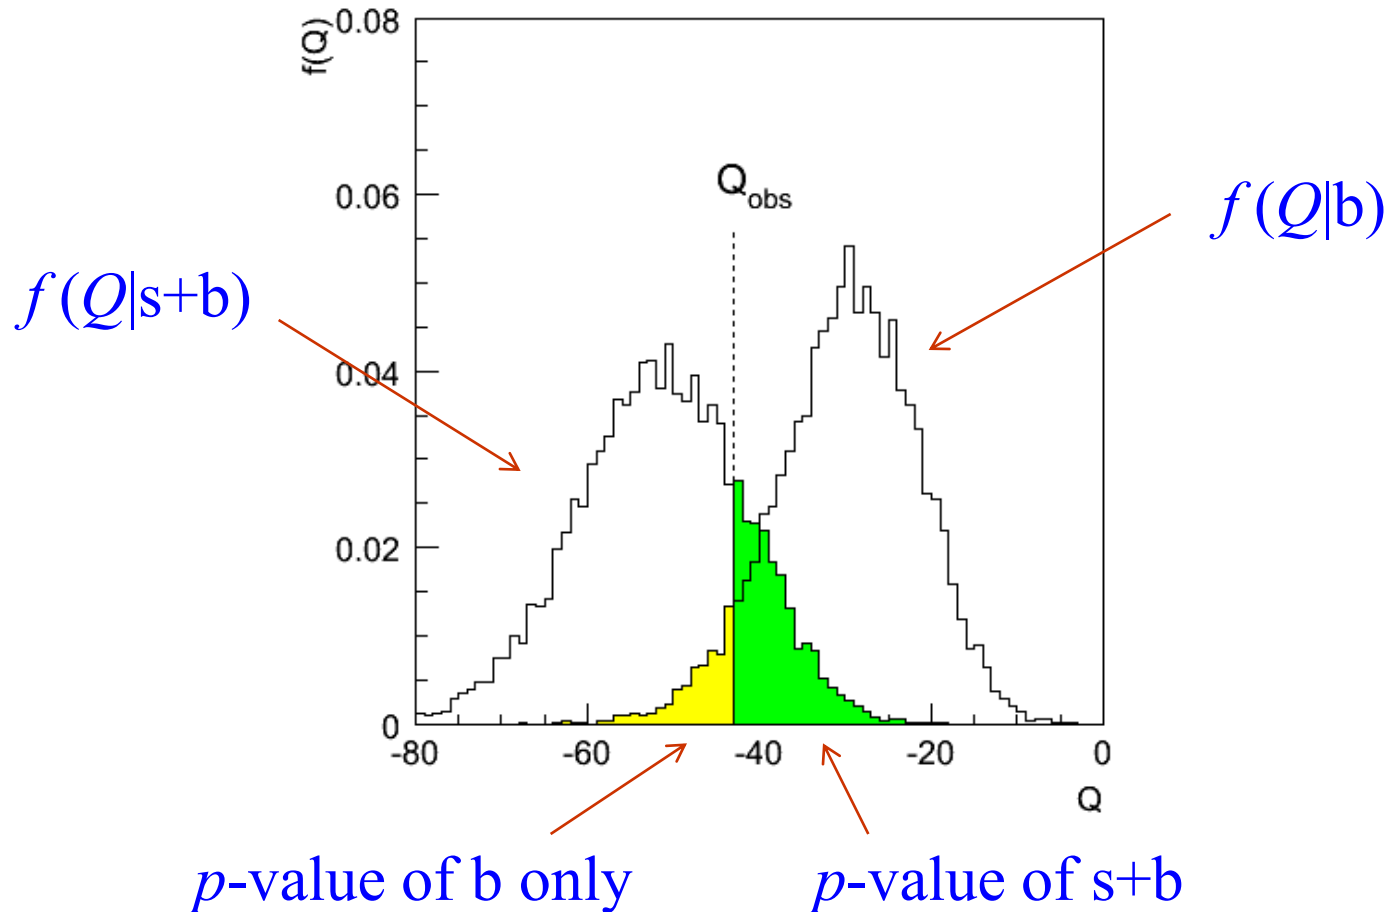 f(Q)
0.08
0.06
0.04
0.02
0
Q_obs
f (Q|b)
f (Q|s+b)
-80 -60 -40 -20 0
Q
p-value of b only p-value of s+b